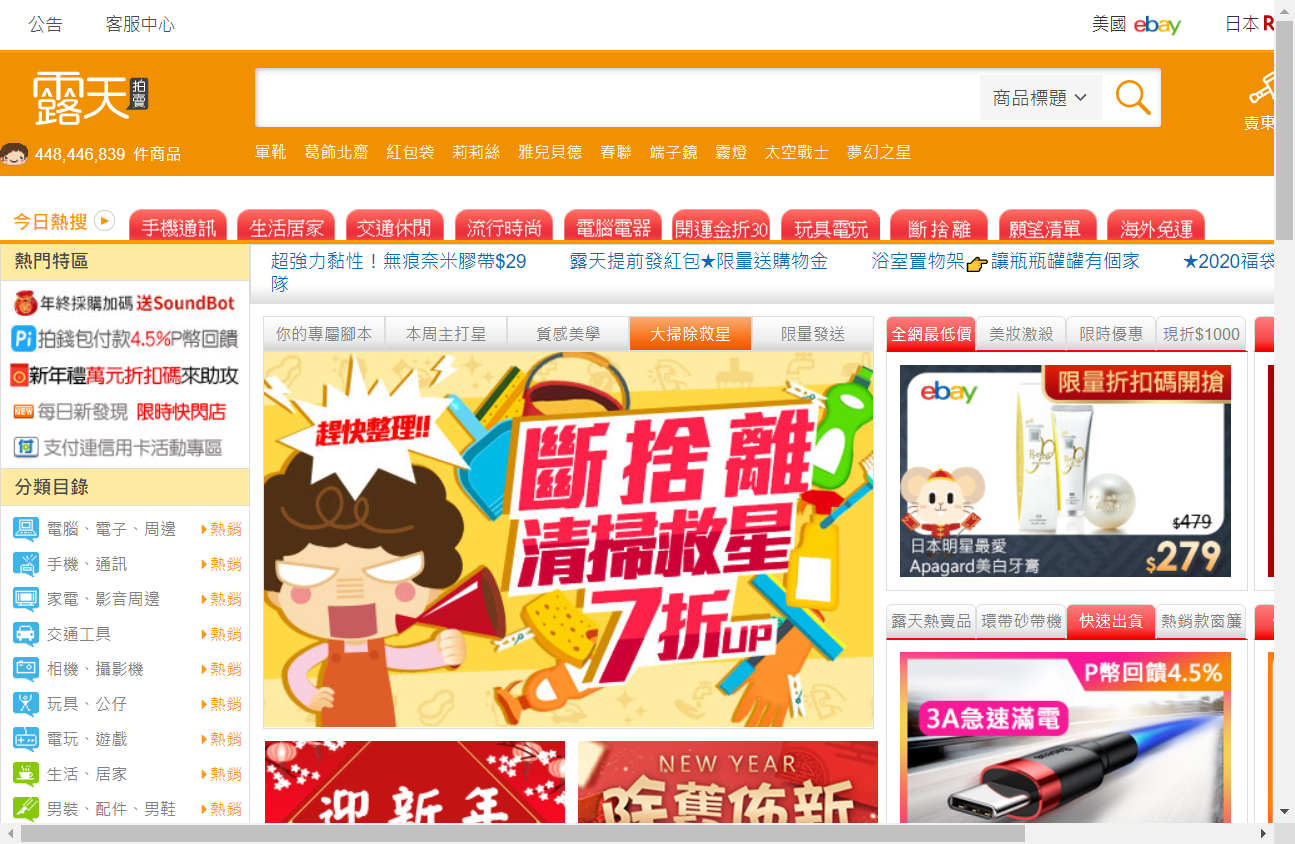 公告 客服中心 美國 ebay 日本 R
露天拍賣
商品標題
賣東
448,446,839 件商品
軍靴 葛飾北齋 紅包袋 莉莉絲 雅兒貝德 春聯 端子鏡 霧燈 太空戰士 夢幻之星
今日熱搜 手機通訊 生活居家 交通休閒 流行時尚 電腦電器 開運金折30 玩具電玩 斷捨離 願望清單 海外免運
熱門特區
超強力黏性！無痕奈米膠帶$29 露天提前發紅包★限量送購物金 浴室置物架👉讓瓶瓶罐罐有個家 ★2020福袋
隊
年終採購加碼 送SoundBot
Pi 拍錢包付款4.5%P幣回饋
新年禮萬元折扣碼來助攻
NEW 每日新發現 限時快閃店
支付連信用卡活動專區
分類目錄
電腦、電子、周邊 熱銷
手機、通訊 熱銷
家電、影音周邊 熱銷
交通工具 熱銷
相機、攝影機 熱銷
玩具、公仔 熱銷
電玩、遊戲 熱銷
生活、居家 熱銷
男裝、配件、男鞋 熱銷
你的專屬腳本 本周主打星 質感美學 大掃除救星 限量發送
趕快整理!!
斷捨離
清掃救星
7折UP
迎新年
NEW YEAR
除舊佈新
全網最低價 美妝激殺 限時優惠 現折$1000
ebay 限量折扣碼開搶
$479
日本明星最愛
Apagard美白牙膏 $279
露天熱賣品 環帶砂帶機 快速出貨 熱銷款窗簾
P幣回饋4.5%
3A急速滿電
Baseus